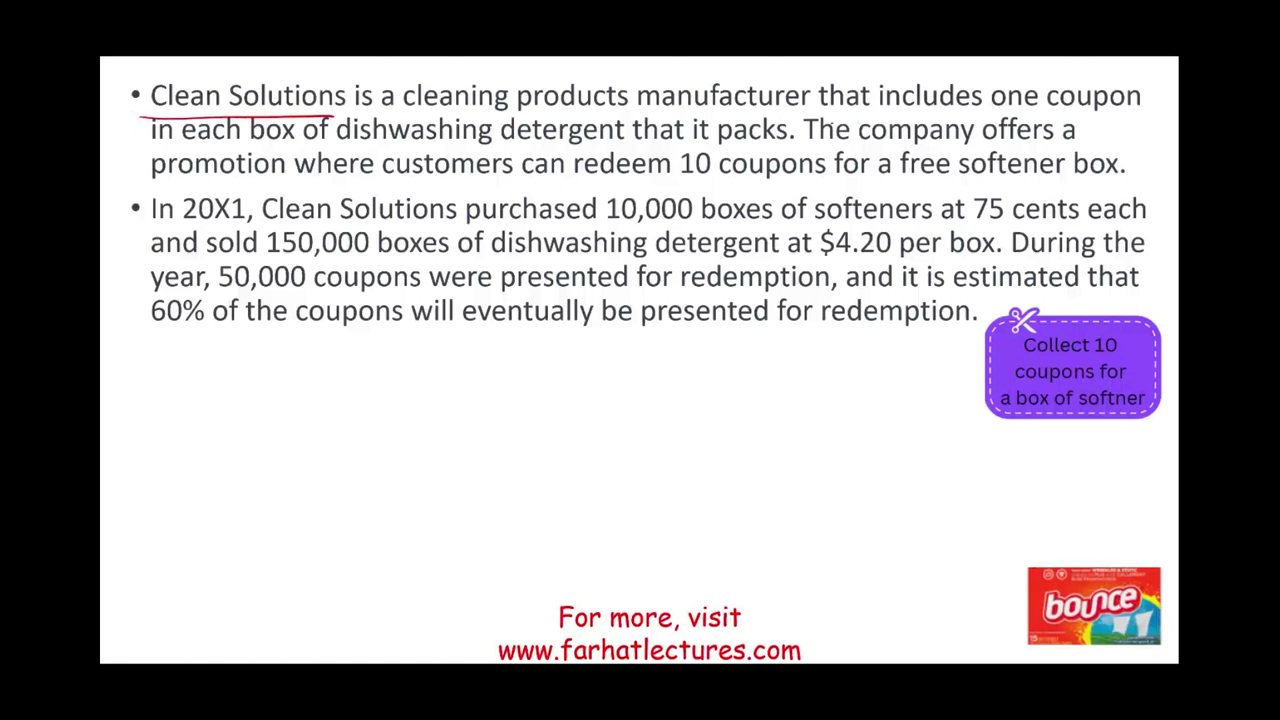 • Clean Solutions is a cleaning products manufacturer that includes one coupon
in each box of dishwashing detergent that it packs. The company offers a
promotion where customers can redeem 10 coupons for a free softener box.
• In 20X1, Clean Solutions purchased 10,000 boxes of softeners at 75 cents each
and sold 150,000 boxes of dishwashing detergent at $4.20 per box. During the
year, 50,000 coupons were presented for redemption, and it is estimated that
60% of the coupons will eventually be presented for redemption.
Collect 10
coupons for
a box of softner
bounce
For more, visit
www.farhatlectures.com